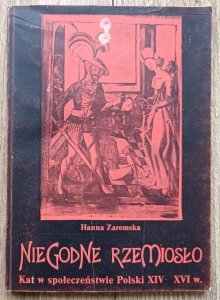 Hanna Zaremska
NIEGODNE RZEMIOSŁO
Kat w społeczeństwie Polski XIV–XVI w.